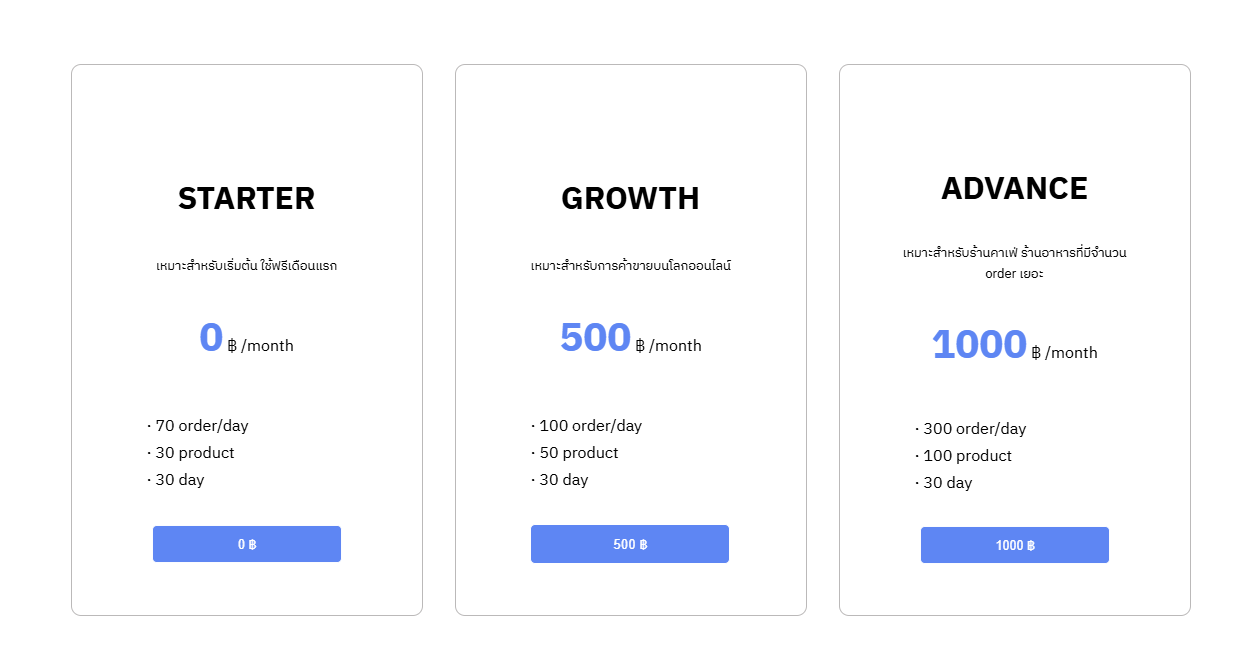 STARTER
เหมาะสำหรับเริ่มต้น ใช้ฟรีเดือนแรก
0 ฿ /month
· 70 order/day
· 30 product
· 30 day
0 ฿
GROWTH
เหมาะสำหรับการค้าขายบนโลกออนไลน์
500 ฿ /month
· 100 order/day
· 50 product
· 30 day
500 ฿
ADVANCE
เหมาะสำหรับร้านคาเฟ่ ร้านอาหารที่มีจำนวน
order เยอะ
1000 ฿ /month
· 300 order/day
· 100 product
· 30 day
1000 ฿